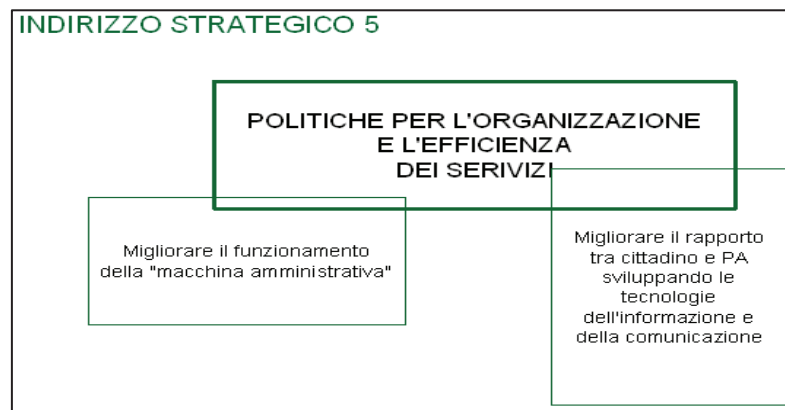 INDIRIZZO STRATEGICO 5
POLITICHE PER L'ORGANIZZAZIONE
E L'EFFICIENZA
DEI SERIVIZI
Migliorare il funzionamento
della "macchina amministrativa"
Migliorare il rapporto
tra cittadino e PA
sviluppando le
tecnologie
dell'informazione e
della comunicazione